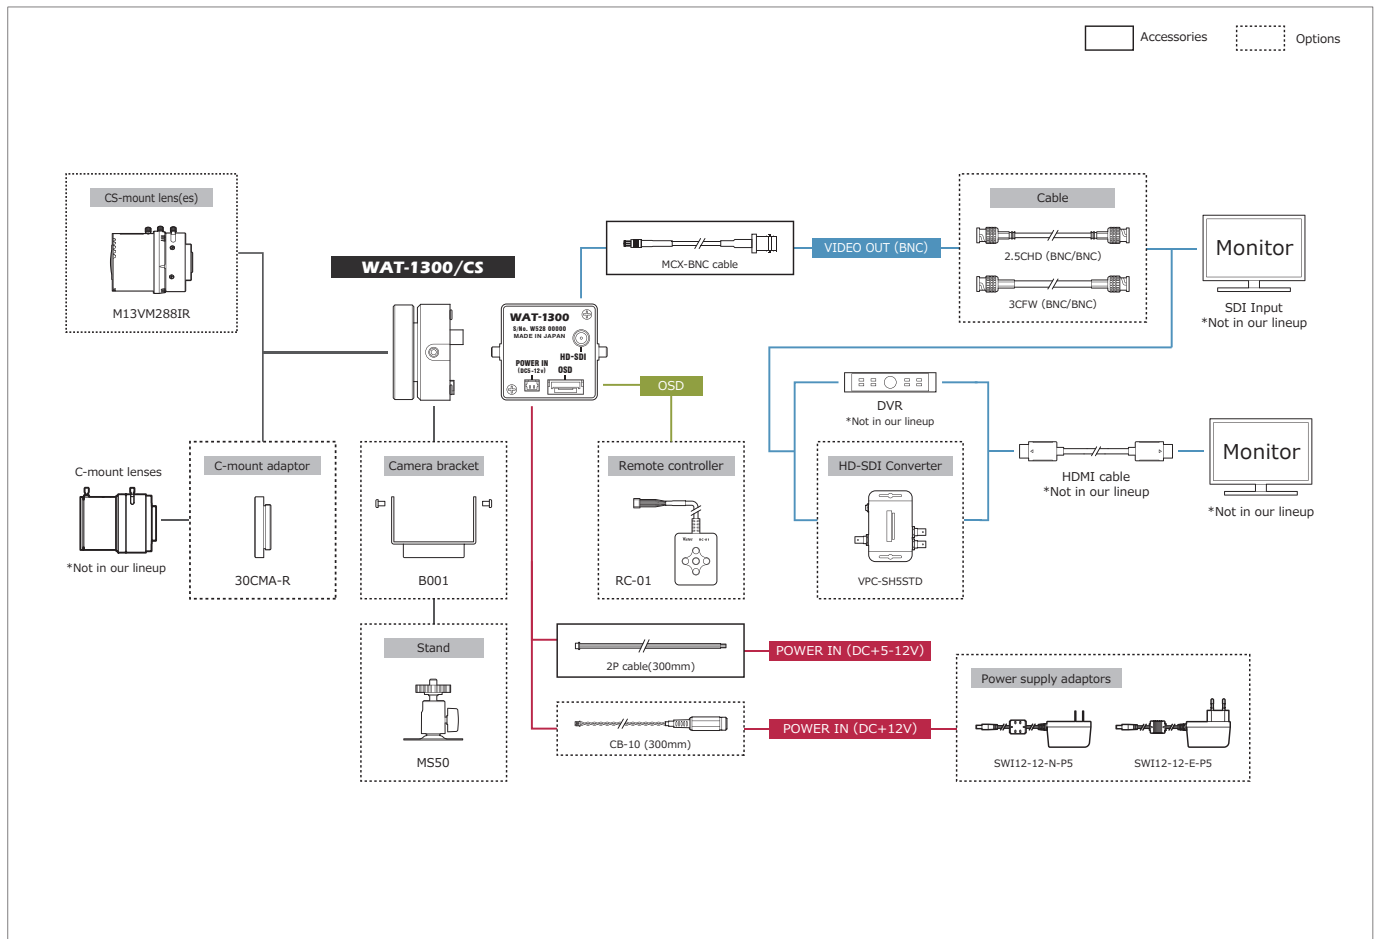 Accessories
Options
CS-mount lens(es)
M13VM288IR
WAT-1300/CS
WAT-1300
S/No. W528 00000
MADE IN JAPAN
HD-SDI
POWER IN
(DC5-12v)
OSD
MCX-BNC cable
VIDEO OUT (BNC)
Cable
2.5CHD (BNC/BNC)
3CFW (BNC/BNC)
Monitor
SDI Input
*Not in our lineup
OSD
DVR
*Not in our lineup
C-mount lenses
*Not in our lineup
C-mount adaptor
30CMA-R
Camera bracket
B001
Remote controller
Watec RC-01
RC-01
HD-SDI Converter
VPC-SH5STD
HDMI cable
*Not in our lineup
Monitor
*Not in our lineup
Stand
MS50
2P cable(300mm)
POWER IN (DC+5-12V)
CB-10 (300mm)
POWER IN (DC+12V)
Power supply adaptors
SWI12-12-N-P5
SWI12-12-E-P5